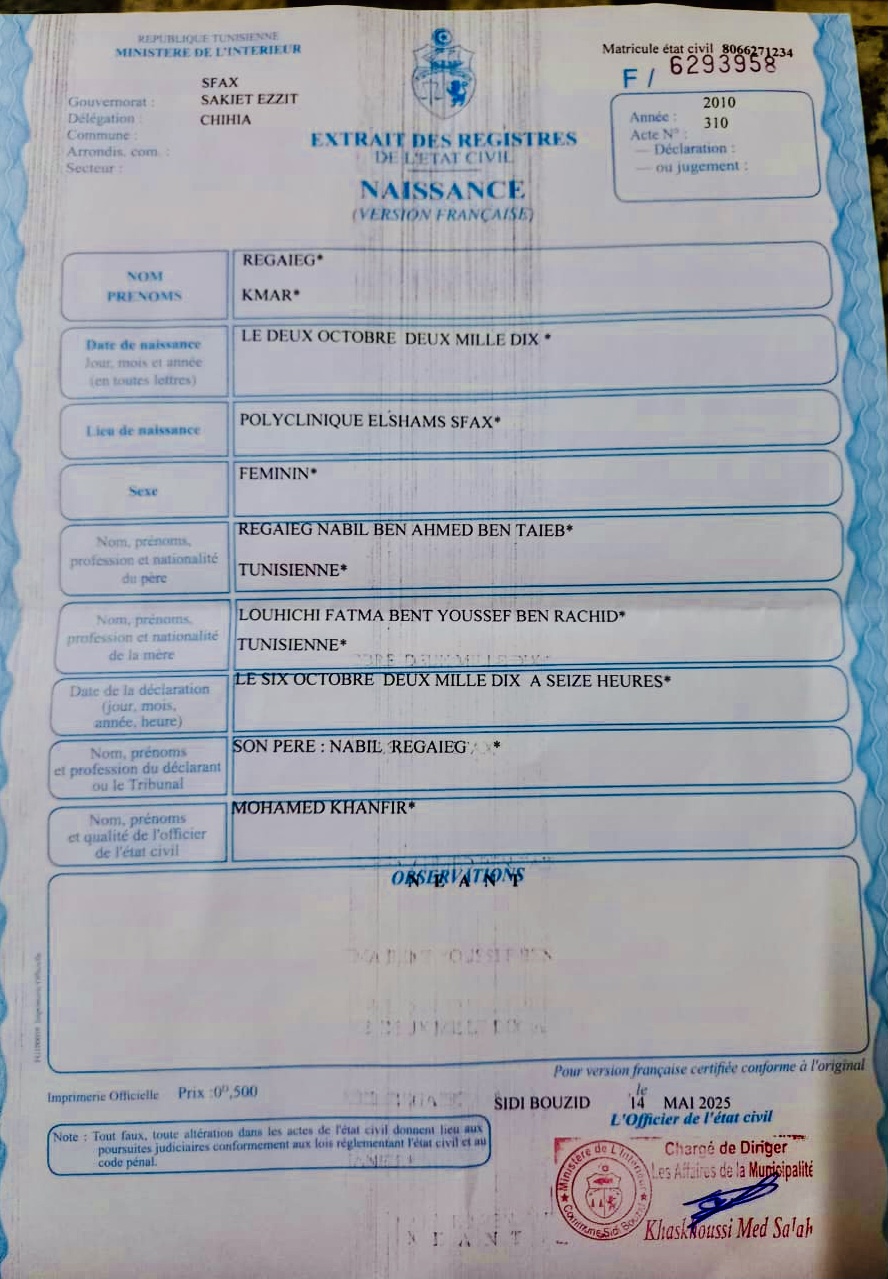 REPUBLIQUE TUNISIENNE
MINISTERE DE L'INTERIEUR
Matricule état civil 8066271234
F / 6293958
SFAX
Gouvernorat : SAKIET EZZIT
Délégation : CHIHIA
Commune :
Arrondis. com. :
Secteur :
2010
Année : 310
Acte N° :
— Déclaration :
— ou jugement :
EXTRAIT DES REGISTRES
DE L'ETAT CIVIL
NAISSANCE
(VERSION FRANÇAISE)
NOM
PRENOMS
REGAIEG*
KMAR*
Date de naissance
Jour, mois et année
(en toutes lettres)
LE DEUX OCTOBRE DEUX MILLE DIX *
Lieu de naissance
POLYCLINIQUE ELSHAMS SFAX*
Sexe
FEMININ*
Nom, prénoms,
profession et nationalité
du père
REGAIEG NABIL BEN AHMED BEN TAIEB*
TUNISIENNE*
Nom, prénoms,
profession et nationalité
de la mère
LOUHICHI FATMA BENT YOUSSEF BEN RACHID*
TUNISIENNE*
Date de la déclaration
(jour, mois,
année, heure)
LE SIX OCTOBRE DEUX MILLE DIX A SEIZE HEURES*
Nom, prénoms
et profession du déclarant
ou le Tribunal
SON PERE : NABIL REGAIEG *
Nom, prénoms
et qualité de l'officier
de l'état civil
MOHAMED KHANFIR*
OBSERVATIONS
N E A N T
Pour version française certifiée conforme à l'original
Imprimerie Officielle Prix :0ᴰ,500
SIDI BOUZID le 14 MAI 2025
L'Officier de l'état civil
Note : Tout faux, toute altération dans les actes de l'état civil donnent lieu aux
poursuites judiciaires conformement aux lois réglementant l'état civil et au
code pénal.
Chargé de Diriger
Les Affaires de la Municipalité
Khaskhoussi Med Salah
Ministère de L'Interieur
Commune Sidi Bouzid